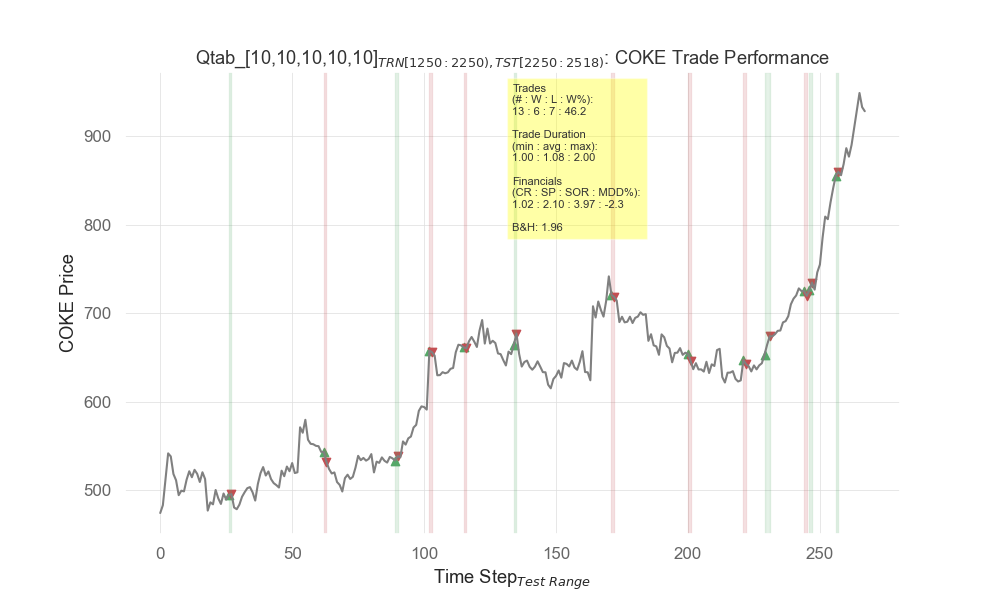 Qtab_[10,10,10,10,10]TRN[1250:2250),TST[2250:2518): COKE Trade Performance
Trades
(# : W : L : W%):
13 : 6 : 7 : 46.2
Trade Duration
(min : avg : max):
1.00 : 1.08 : 2.00
Financials
(CR : SP : SOR : MDD%):
1.02 : 2.10 : 3.97 : -2.3
B&H: 1.96
COKE Price
900
800
700
600
500
0 50 100 150 200 250
Time StepTest Range